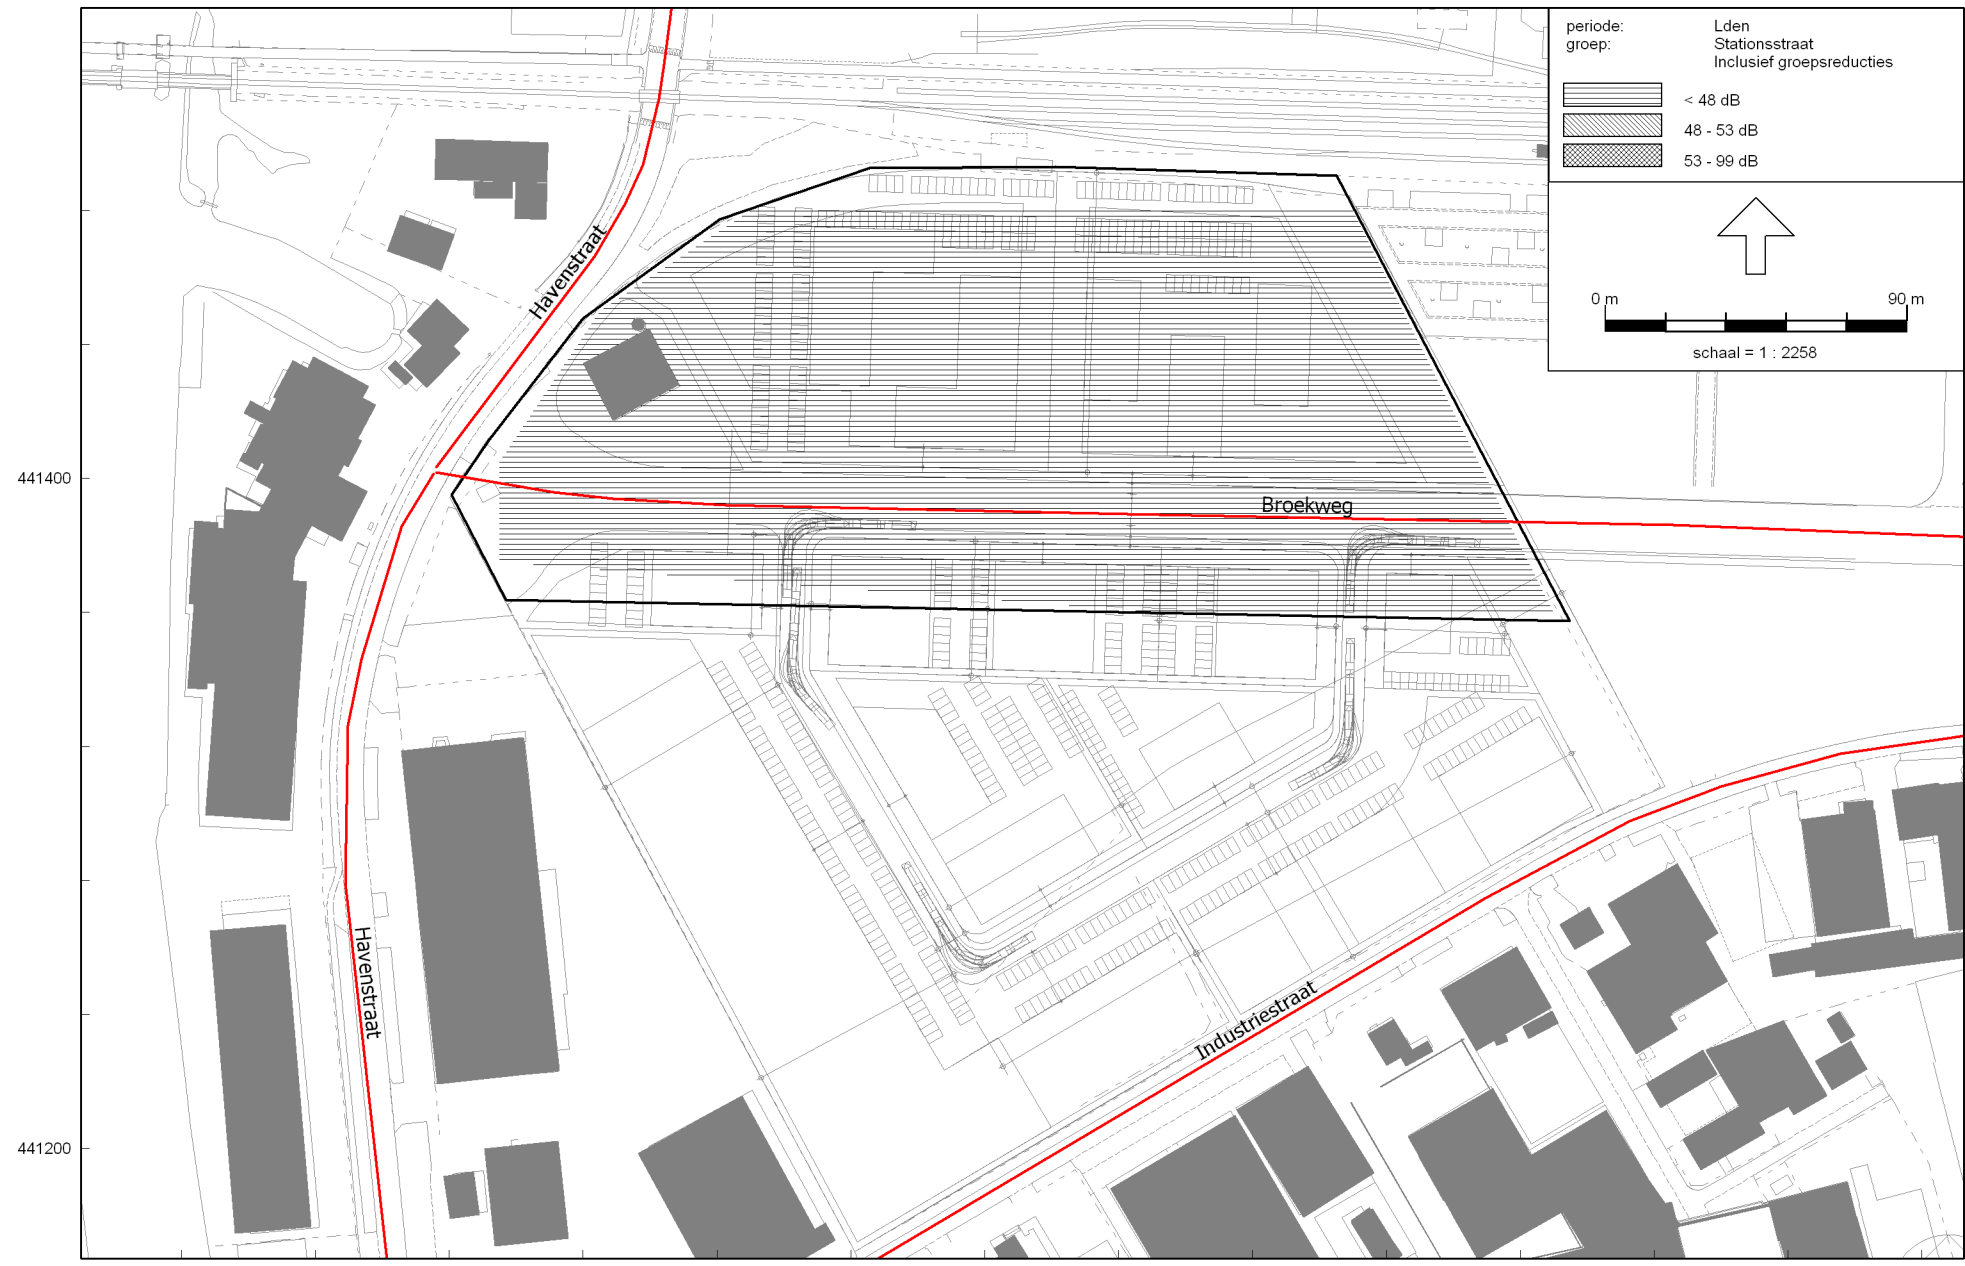 periode: Lden
groep: Stationsstraat
Inclusief groepsreducties
< 48 dB
48 - 53 dB
53 - 99 dB
0 m 90 m
schaal = 1 : 2258
Havenstraat
441400
Broekweg
Havenstraat
Industriestraat
441200